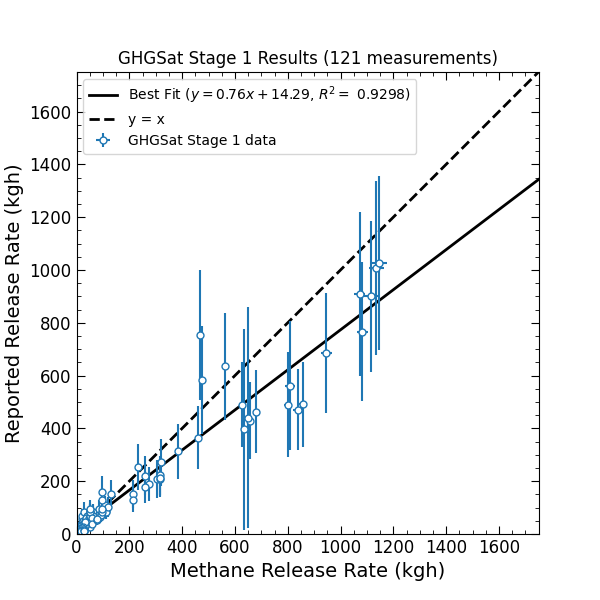 GHGSat Stage 1 Results (121 measurements)
Best Fit (y = 0.76x + 14.29, R² = 0.9298)
y = x
GHGSat Stage 1 data
Reported Release Rate (kgh)
1600
1400
1200
1000
800
600
400
200
0
0 200 400 600 800 1000 1200 1400 1600
Methane Release Rate (kgh)